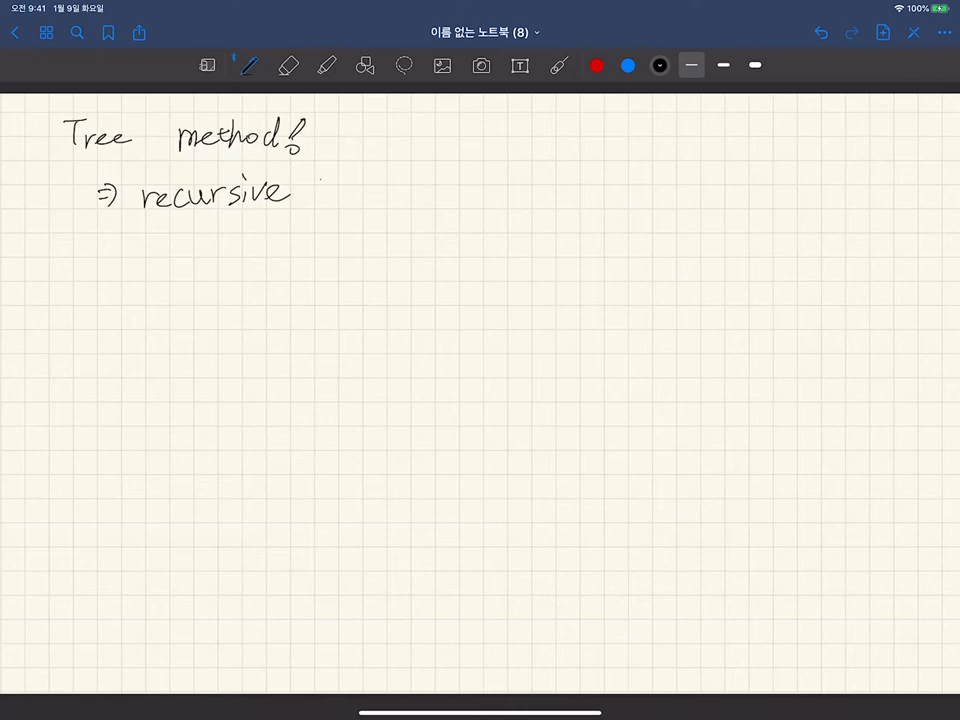 오전 9:41 1월 9일 화요일
100%
이름 없는 노트북 (8)
Tree method!
⇒ recursive